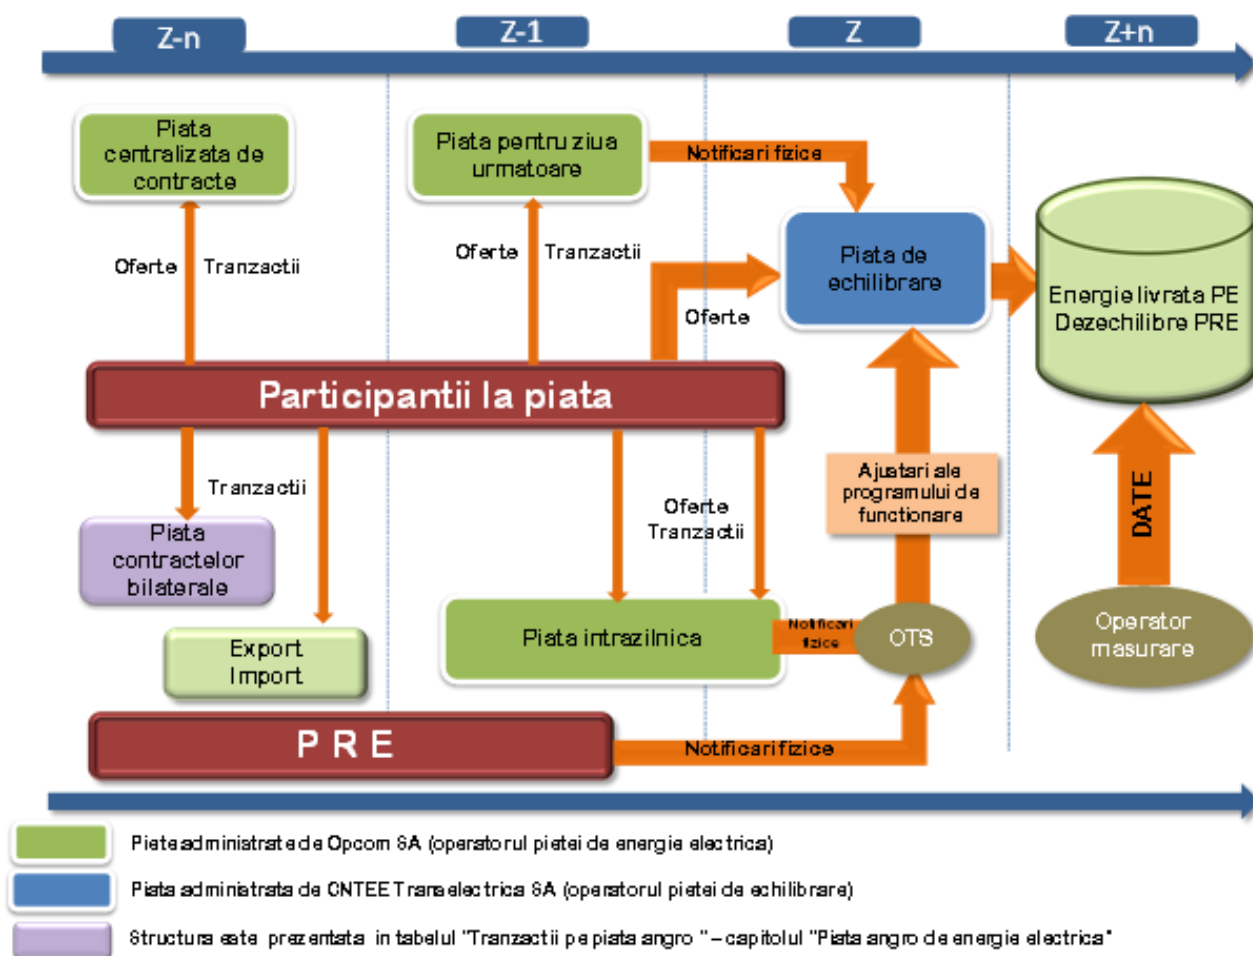 Z-n
Z-1
Z
Z+n
Piata
centralizata de
contracte
Piata pentru ziua
urmatoare
Notificari fizice
Piata de
echilibrare
Energie livrata PE
Dezechilibre PRE
Oferte
Tranzactii
Oferte
Tranzactii
Oferte
Participantii la piata
Tranzactii
Oferte
Tranzactii
Ajustari ale
programului de
functionare
DATE
Piata
contractelor
bilaterale
Export
Import
Piata intrazilnica
Notificari
fizice
OTS
Operator
masurare
P R E
Notificari fizice
Piete administrate de Opcom SA (operatorul pietei de energie electrica)
Piata administrata de CNTEE Transelectrica SA (operatorul pietei de echilibrare)
Structura este prezentata in tabelul "Tranzactii pe piata angro " – capitolul "Piata angro de energie electrica"